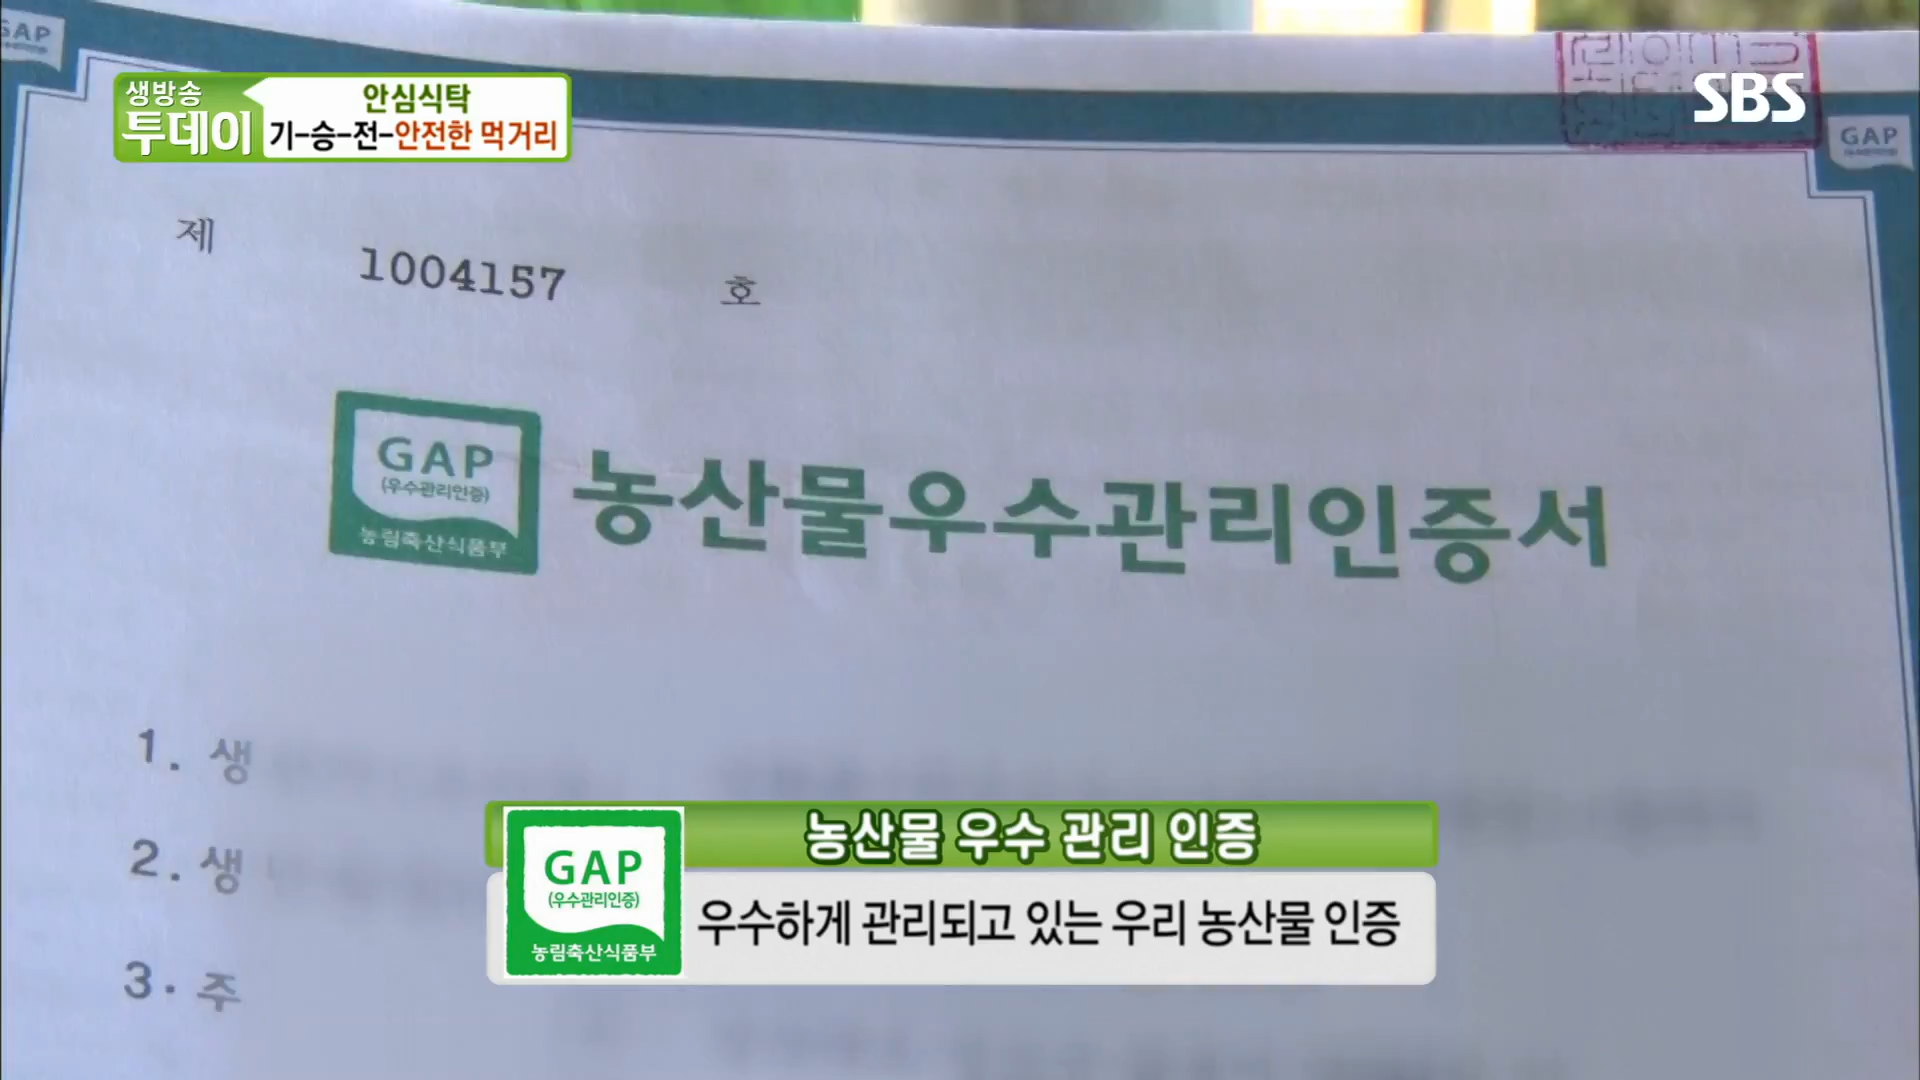 GAP
생방송
투데이
안심식탁
기-승-전-안전한 먹거리
SBS
GAP
제 1004157 호
GAP
(우수관리인증)
농림축산식품부
농산물우수관리인증서
1. 생
2. 생
3. 주
농산물 우수 관리 인증
GAP
(우수관리인증)
농림축산식품부
우수하게 관리되고 있는 우리 농산물 인증